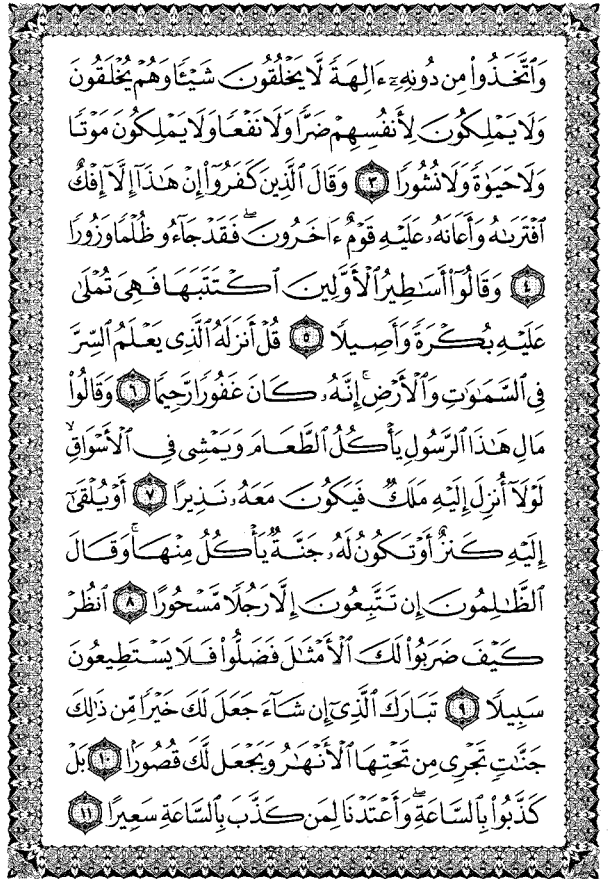 وَٱتَّخَذُواْ مِن دُونِهِۦٓ ءَالِهَةٗ لَّا يَخۡلُقُونَ شَيۡـٔٗا وَهُمۡ يُخۡلَقُونَ
وَلَا يَمۡلِكُونَ لِأَنفُسِهِمۡ ضَرّٗا وَلَا نَفۡعٗا وَلَا يَمۡلِكُونَ مَوۡتٗا
وَلَا حَيَوٰةٗ وَلَا نُشُورٗا ٣ وَقَالَ ٱلَّذِينَ كَفَرُوٓاْ إِنۡ هَٰذَآ إِلَّآ إِفۡكٌ
ٱفۡتَرَىٰهُ وَأَعَانَهُۥ عَلَيۡهِ قَوۡمٌ ءَاخَرُونَۖ فَقَدۡ جَآءُو ظُلۡمٗا وَزُورٗا
٤ وَقَالُوٓاْ أَسَٰطِيرُ ٱلۡأَوَّلِينَ ٱكۡتَتَبَهَا فَهِيَ تُمۡلَىٰ
عَلَيۡهِ بُكۡرَةٗ وَأَصِيلٗا ٥ قُلۡ أَنزَلَهُ ٱلَّذِي يَعۡلَمُ ٱلسِّرَّ
فِي ٱلسَّمَٰوَٰتِ وَٱلۡأَرۡضِۚ إِنَّهُۥ كَانَ غَفُورٗا رَّحِيمٗا ٦ وَقَالُواْ
مَالِ هَٰذَا ٱلرَّسُولِ يَأۡكُلُ ٱلطَّعَامَ وَيَمۡشِي فِي ٱلۡأَسۡوَاقِ لَ
وۡلَآ أُنزِلَ إِلَيۡهِ مَلَكٞ فَيَكُونَ مَعَهُۥ نَذِيرًا ٧ أَوۡ يُلۡقَىٰٓ
إِلَيۡهِ كَنزٌ أَوۡ تَكُونُ لَهُۥ جَنَّةٞ يَأۡكُلُ مِنۡهَاۚ وَقَالَ
ٱلظَّٰلِمُونَ إِن تَتَّبِعُونَ إِلَّا رَجُلٗا مَّسۡحُورًا ٨ ٱنظُرۡ
كَيۡفَ ضَرَبُواْ لَكَ ٱلۡأَمۡثَٰلَ فَضَلُّواْ فَلَا يَسۡتَطِيعُونَ
سَبِيلٗا ٩ تَبَارَكَ ٱلَّذِيٓ إِن شَآءَ جَعَلَ لَكَ خَيۡرٗا مِّن ذَٰلِكَ
جَنَّٰتٖ تَجۡرِي مِن تَحۡتِهَا ٱلۡأَنۡهَٰرُ وَيَجۡعَل لَّكَ قُصُورَۢا ١٠ بَلۡ
كَذَّبُواْ بِٱلسَّاعَةِۖ وَأَعۡتَدۡنَا لِمَن كَذَّبَ بِٱلسَّاعَةِ سَعِيرًا ١١